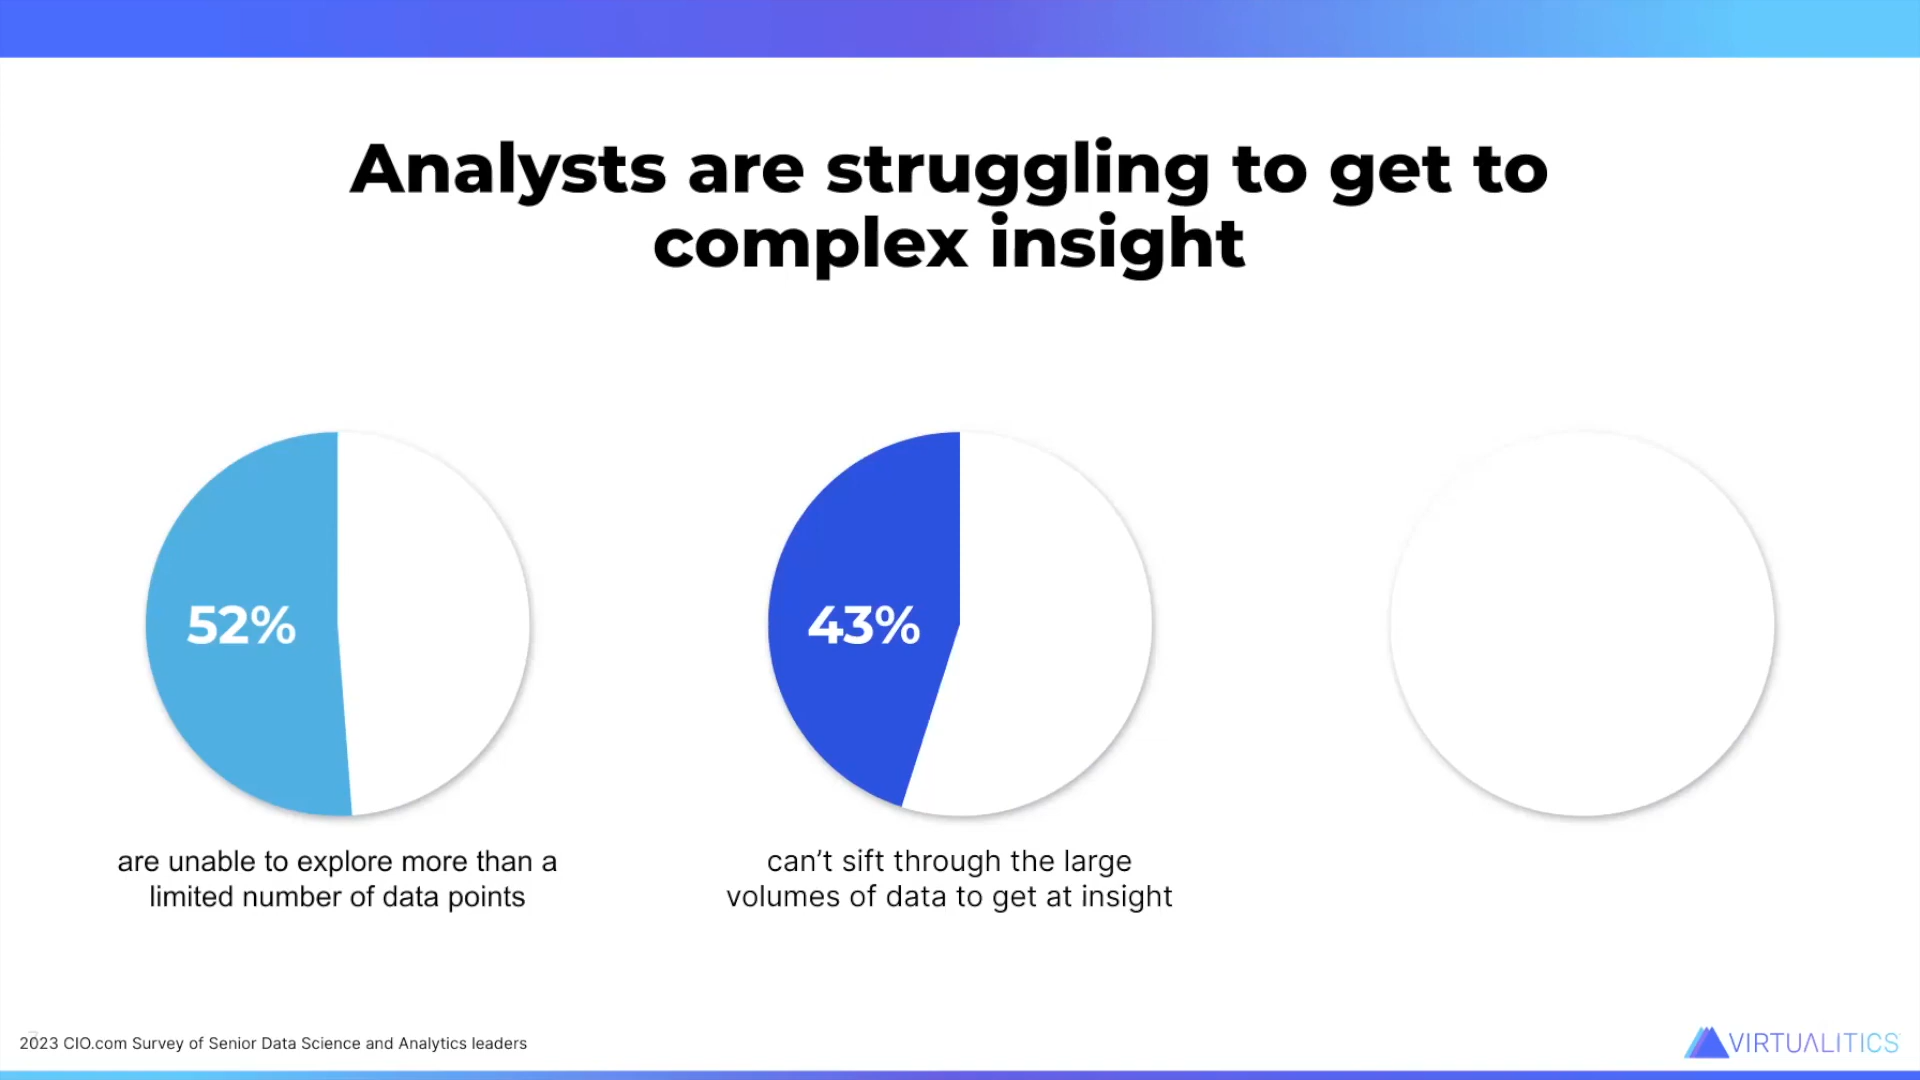 Analysts are struggling to get to
complex insight
52%
43%
are unable to explore more than a
limited number of data points
can't sift through the large
volumes of data to get at insight
2023 CIO.com Survey of Senior Data Science and Analytics leaders
VIRTUALITICS